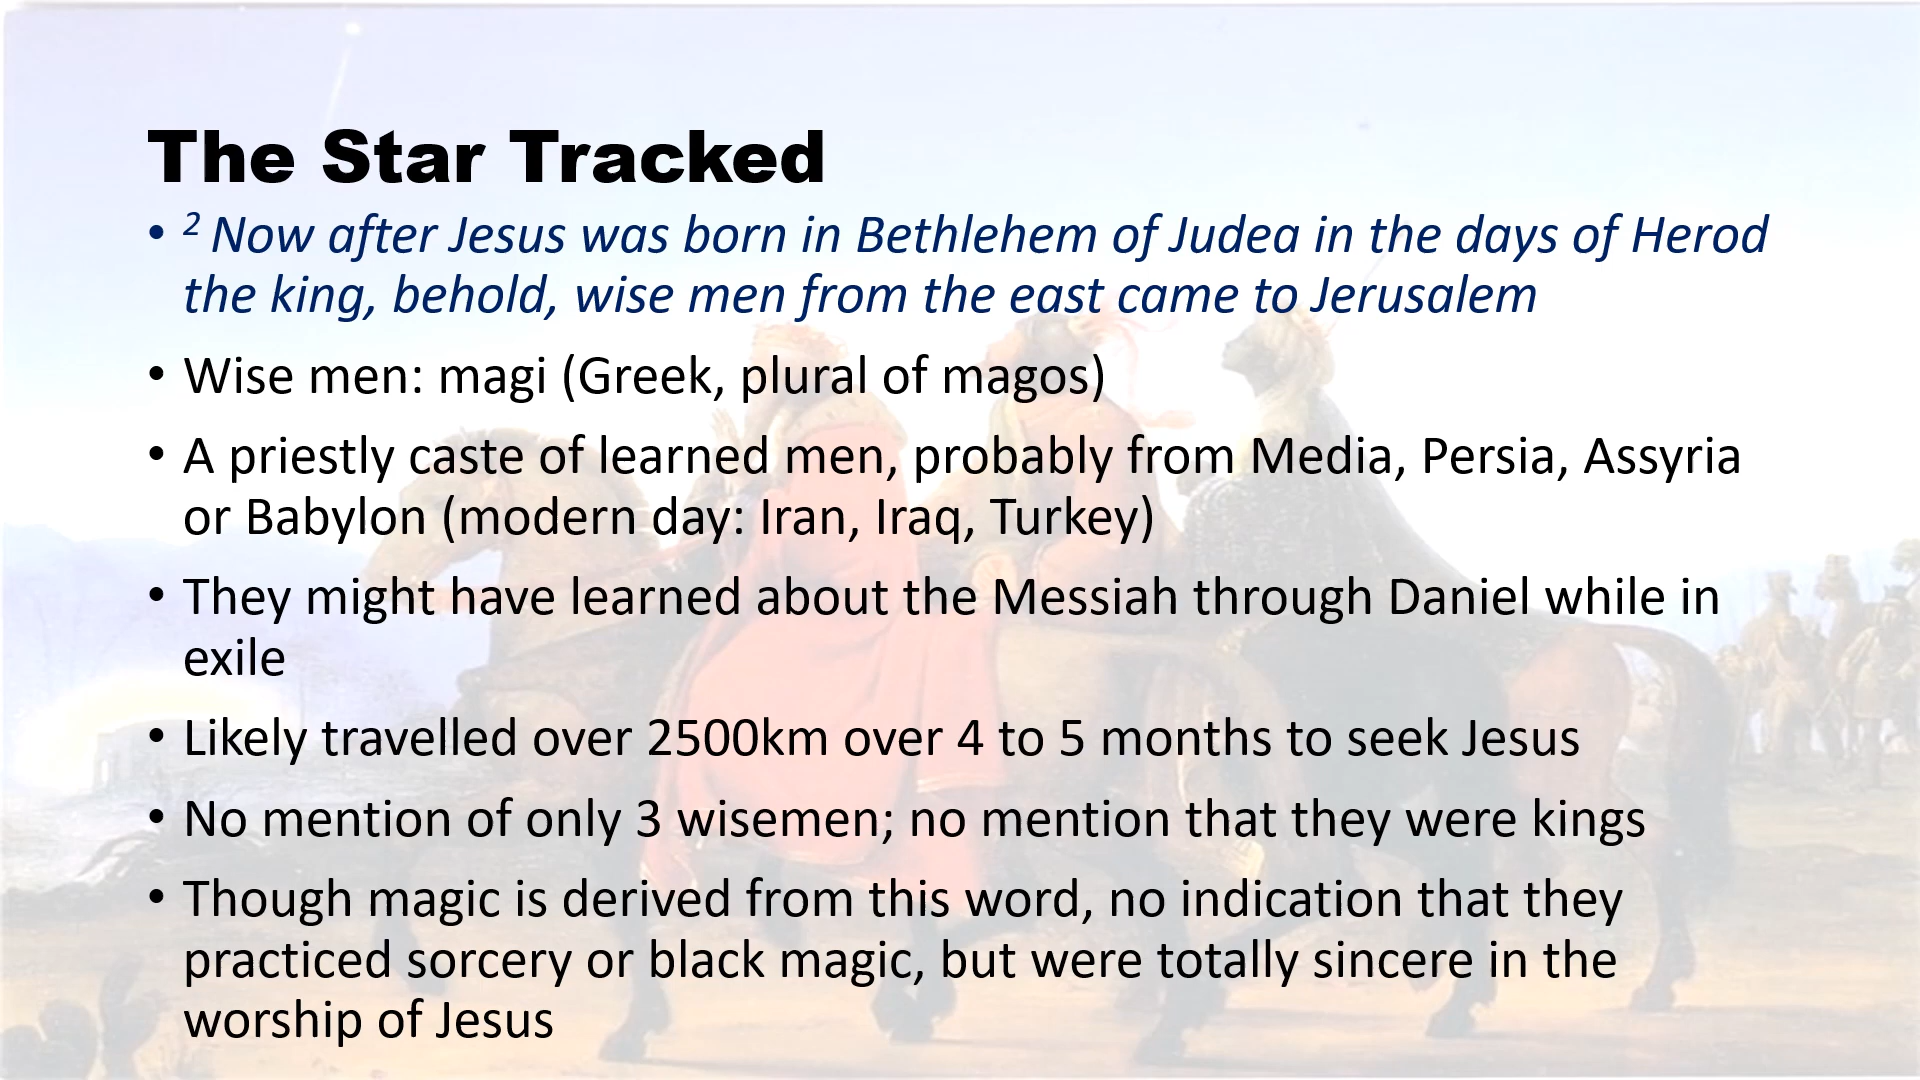 The Star Tracked
• ² Now after Jesus was born in Bethlehem of Judea in the days of Herod
the king, behold, wise men from the east came to Jerusalem
• Wise men: magi (Greek, plural of magos)
• A priestly caste of learned men, probably from Media, Persia, Assyria
or Babylon (modern day: Iran, Iraq, Turkey)
• They might have learned about the Messiah through Daniel while in
exile
• Likely travelled over 2500km over 4 to 5 months to seek Jesus
• No mention of only 3 wisemen; no mention that they were kings
• Though magic is derived from this word, no indication that they
practiced sorcery or black magic, but were totally sincere in the
worship of Jesus